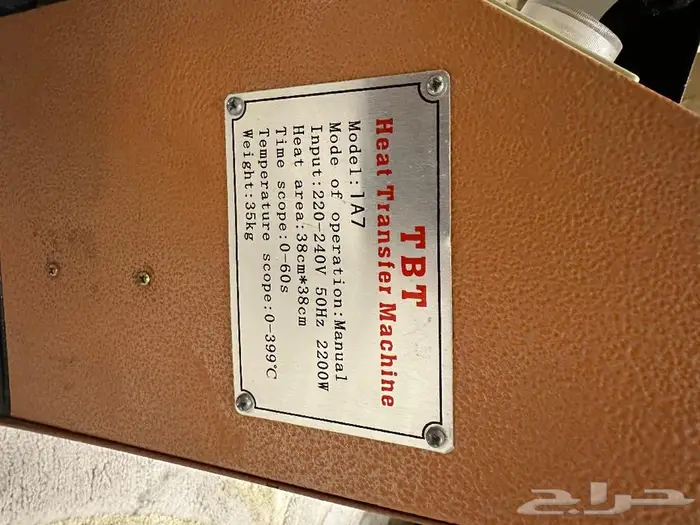 TBT
Heat Transfer Machine
Model:1A7
Mode of operation:Manual
Input:220-240V 50Hz 2200W
Heat area:38cm*38cm
Time scope:0-60s
Temperature scope:0-399℃
Weight:35kg
حراج